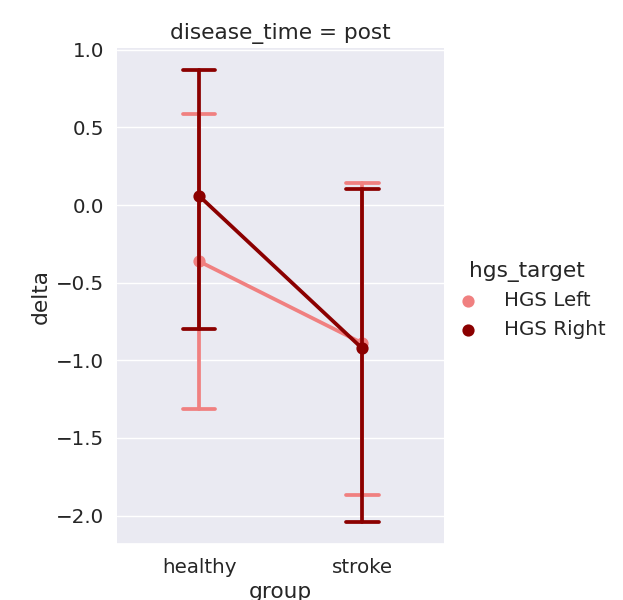 disease_time = post
1.0
0.5
0.0
−0.5
−1.0
−1.5
−2.0
delta
healthy
stroke
group
hgs_target
HGS Left
HGS Right